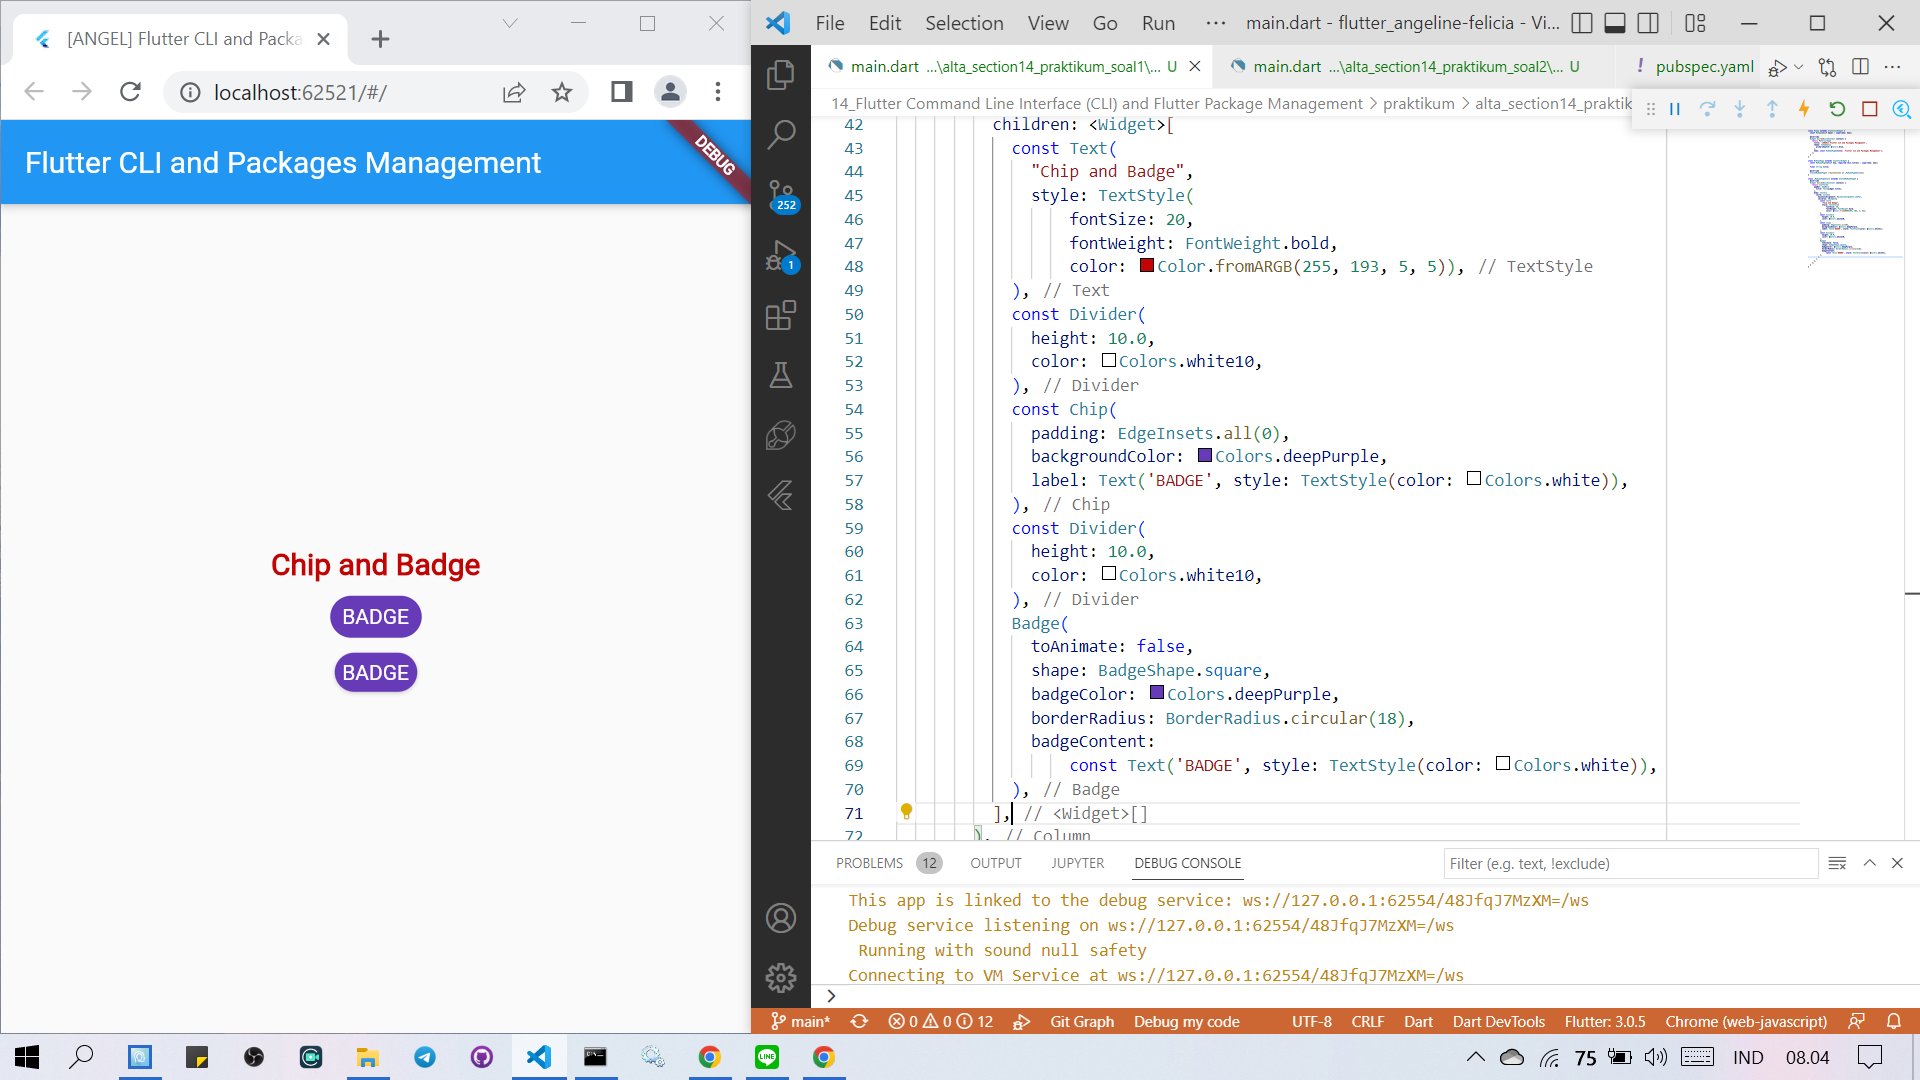 [ANGEL] Flutter CLI and Packa
localhost:62521/#/
Flutter CLI and Packages Management
DEBUG
Chip and Badge
BADGE
BADGE
File Edit Selection View Go Run ··· main.dart - flutter_angeline-felicia - Vi...
main.dart ...\alta_section14_praktikum_soal1\... U
main.dart ...\alta_section14_praktikum_soal2\... U
! pubspec.yaml
14_Flutter Command Line Interface (CLI) and Flutter Package Management > praktikum > alta_section14_praktik
252
1
42 children: <Widget>[
43 const Text(
44 "Chip and Badge",
45 style: TextStyle(
46 fontSize: 20,
47 fontWeight: FontWeight.bold,
48 color: Color.fromARGB(255, 193, 5, 5)), // TextStyle
49 ), // Text
50 const Divider(
51 height: 10.0,
52 color: Colors.white10,
53 ), // Divider
54 const Chip(
55 padding: EdgeInsets.all(0),
56 backgroundColor: Colors.deepPurple,
57 label: Text('BADGE', style: TextStyle(color: Colors.white)),
58 ), // Chip
59 const Divider(
60 height: 10.0,
61 color: Colors.white10,
62 ), // Divider
63 Badge(
64 toAnimate: false,
65 shape: BadgeShape.square,
66 badgeColor: Colors.deepPurple,
67 borderRadius: BorderRadius.circular(18),
68 badgeContent:
69 const Text('BADGE', style: TextStyle(color: Colors.white)),
70 ), // Badge
71 ], // <Widget>[]
72 ), // Column
PROBLEMS 12 OUTPUT JUPYTER DEBUG CONSOLE
Filter (e.g. text, !exclude)
This app is linked to the debug service: ws://127.0.0.1:62554/48JfqJ7MzXM=/ws
Debug service listening on ws://127.0.0.1:62554/48JfqJ7MzXM=/ws
Running with sound null safety
Connecting to VM Service at ws://127.0.0.1:62554/48JfqJ7MzXM=/ws
>
main* 0 0 12 Git Graph Debug my code UTF-8 CRLF Dart Dart DevTools Flutter: 3.0.5 Chrome (web-javascript)
LINE
75 IND 08.04